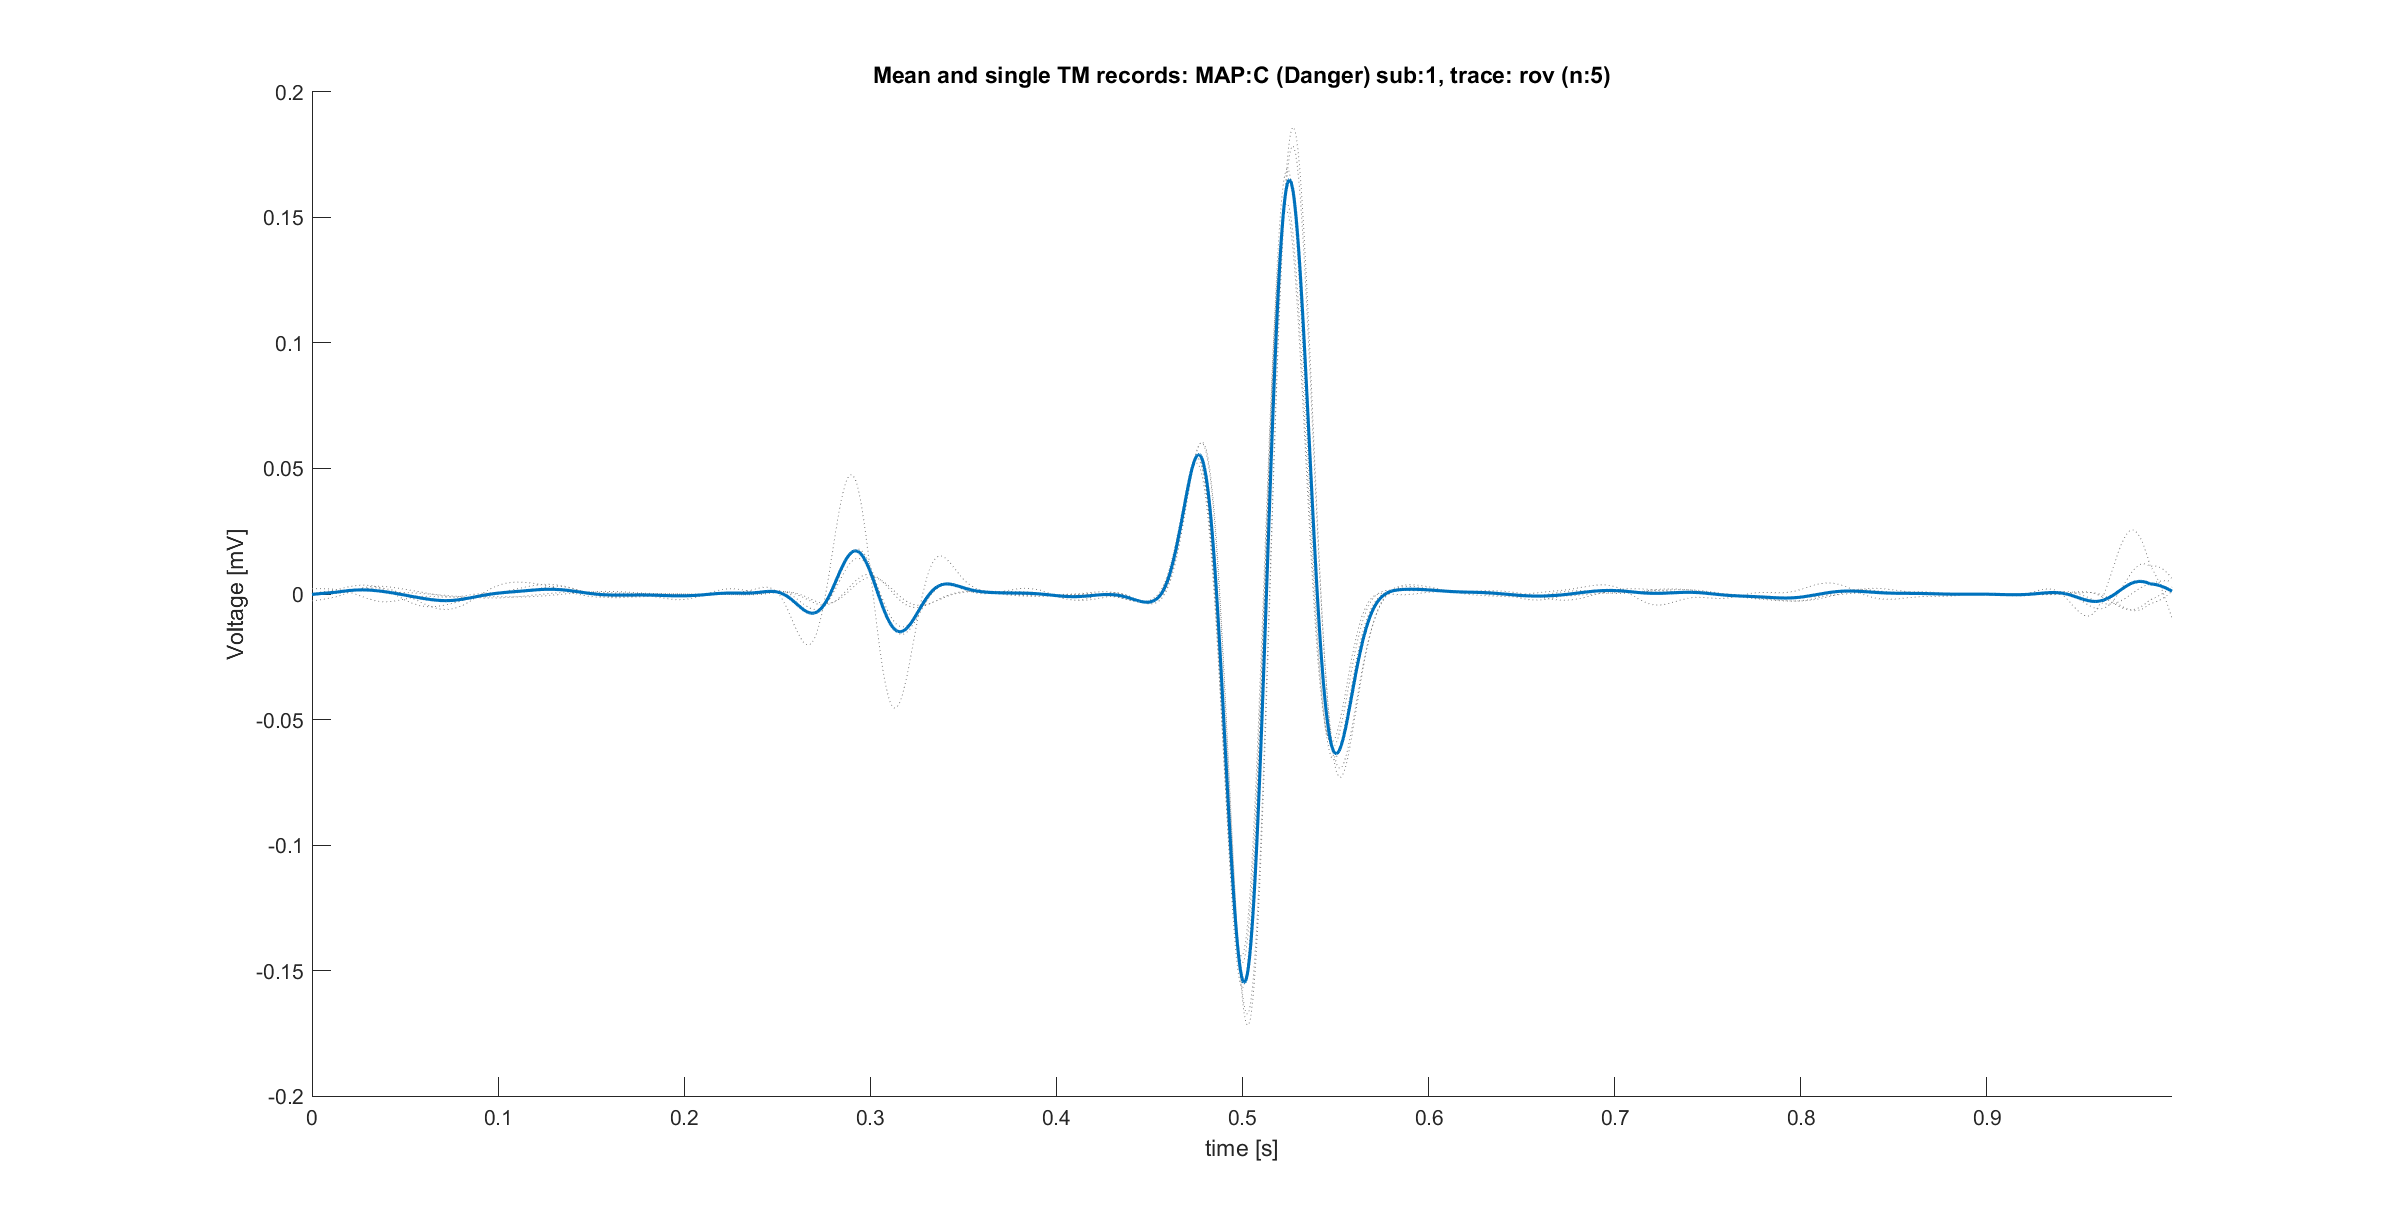 Mean and single TM records: MAP:C (Danger) sub:1, trace: rov (n:5)
0.2
0.15
0.1
0.05
0
-0.05
-0.1
-0.15
-0.2
Voltage [mV]
0 0.1 0.2 0.3 0.4 0.5 0.6 0.7 0.8 0.9
time [s]